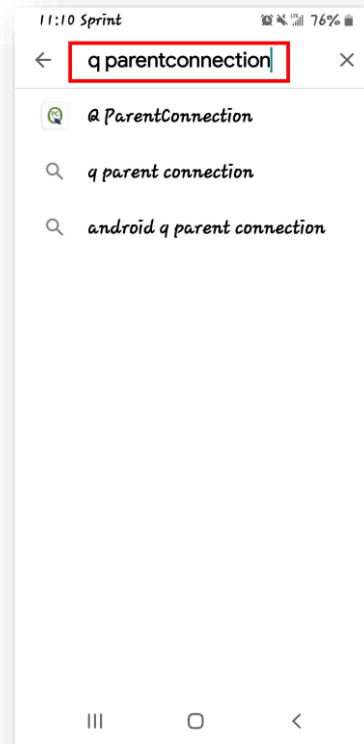 11:10 Sprint 76%
q parentconnection
Q ParentConnection
q parent connection
android q parent connection